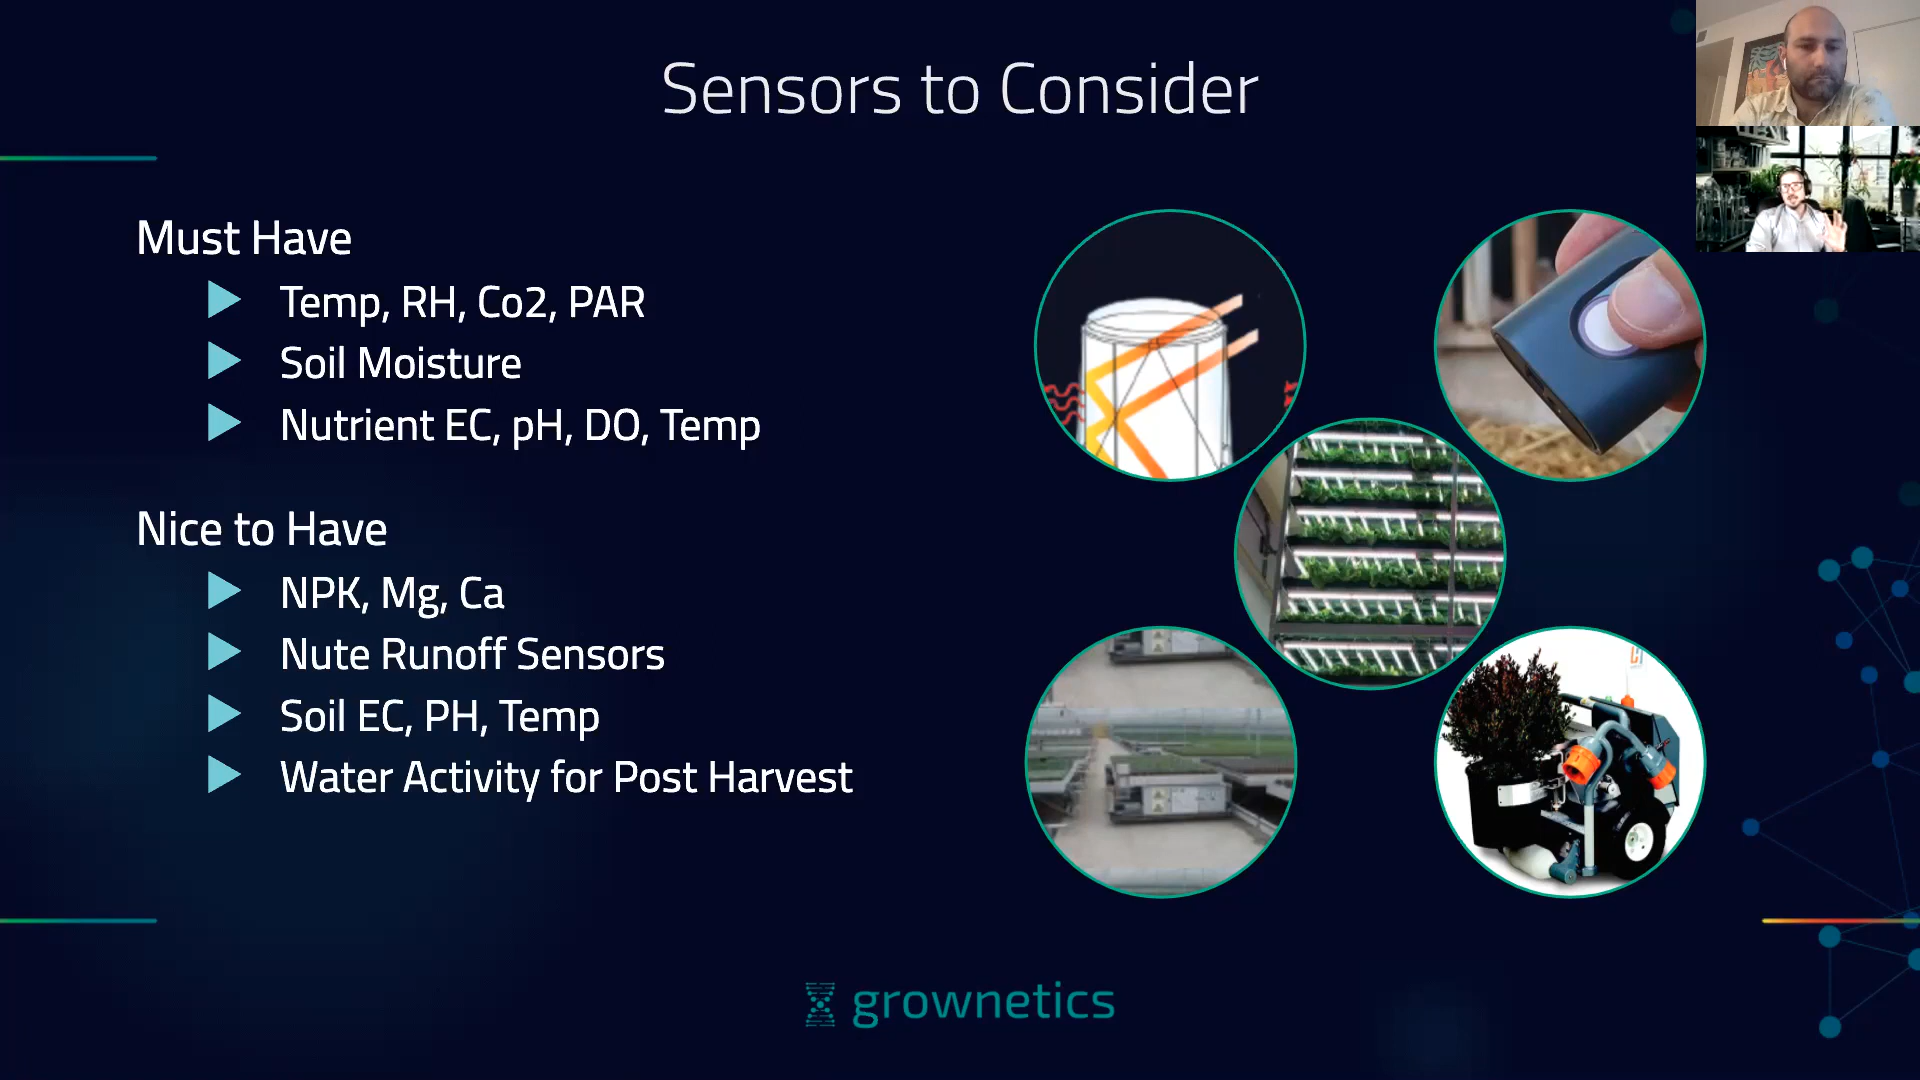 Sensors to Consider
Must Have
Temp, RH, Co2, PAR
Soil Moisture
Nutrient EC, pH, DO, Temp
Nice to Have
NPK, Mg, Ca
Nute Runoff Sensors
Soil EC, PH, Temp
Water Activity for Post Harvest
grownetics